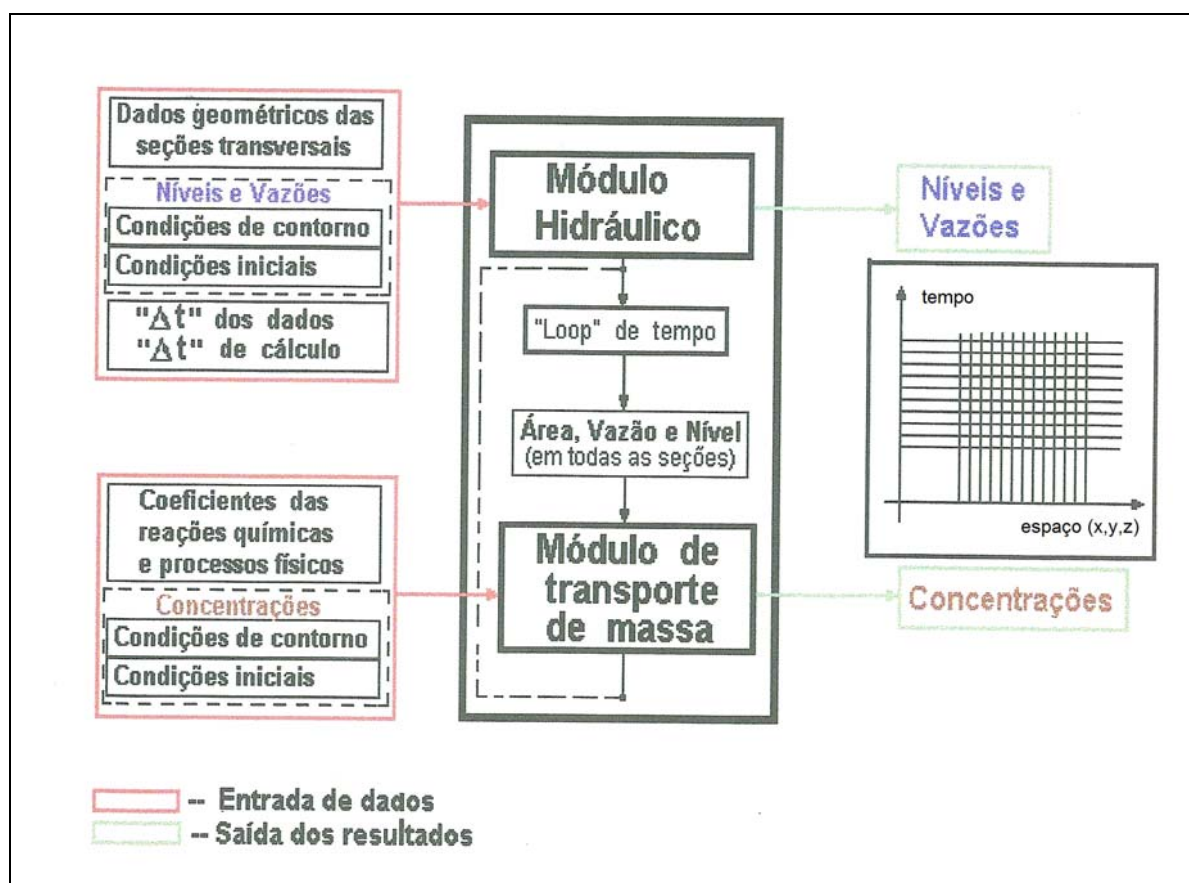 Dados geométricos das
seções transversais
Níveis e Vazões
Condições de contorno
Condições iniciais
"Δt" dos dados
"Δt" de cálculo
Coeficientes das
reações químicas
e processos físicos
Concentrações
Condições de contorno
Condições iniciais
Módulo
Hidráulico
"Loop" de tempo
Área, Vazão e Nível
(em todas as seções)
Módulo de
transporte
de massa
Níveis e
Vazões
tempo
espaço (x,y,z)
Concentrações
-- Entrada de dados
-- Saída dos resultados